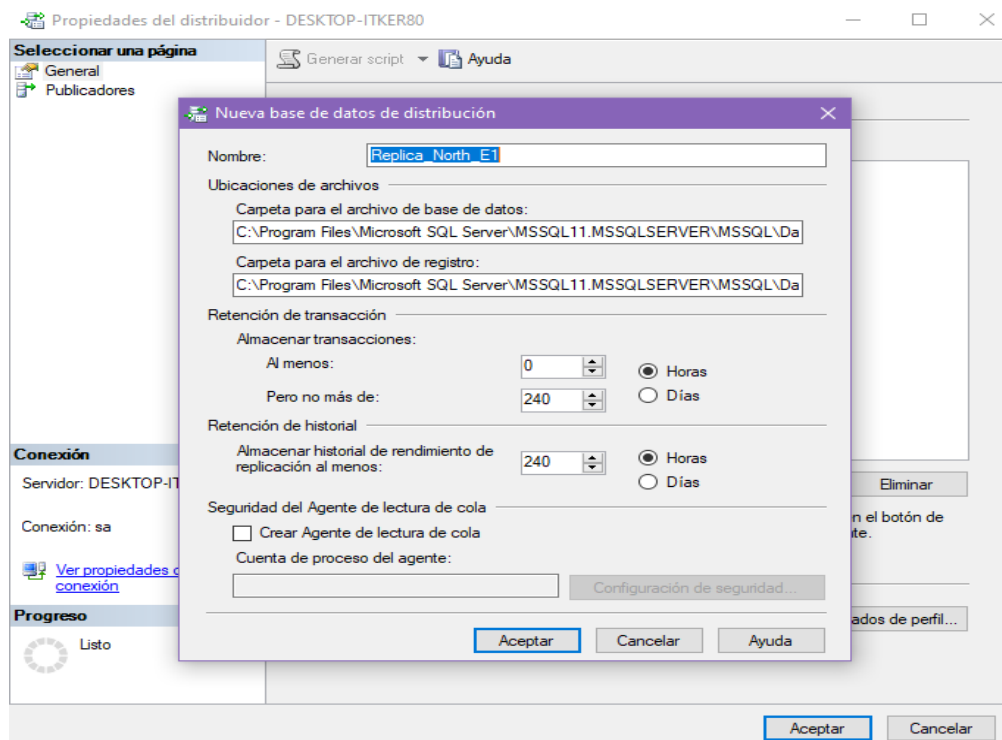 Propiedades del distribuidor - DESKTOP-ITKER80
Seleccionar una página
General
Publicadores
Generar script
Ayuda
Nueva base de datos de distribución
Nombre:
Replica_North_E1
Ubicaciones de archivos
Carpeta para el archivo de base de datos:
C:\Program Files\Microsoft SQL Server\MSSQL11.MSSQLSERVER\MSSQL\Da
Carpeta para el archivo de registro:
C:\Program Files\Microsoft SQL Server\MSSQL11.MSSQLSERVER\MSSQL\Da
Retención de transacción
Almacenar transacciones:
Al menos:
0
Horas
Pero no más de:
240
Días
Retención de historial
Almacenar historial de rendimiento de
replicación al menos:
240
Horas
Días
Seguridad del Agente de lectura de cola
Crear Agente de lectura de cola
Cuenta de proceso del agente:
Configuración de seguridad...
Aceptar
Cancelar
Ayuda
Conexión
Servidor: DESKTOP-IT
Conexión: sa
Ver propiedades
conexión
Progreso
Listo
Eliminar
n el botón de
te.
ados de perfil...
Aceptar
Cancelar